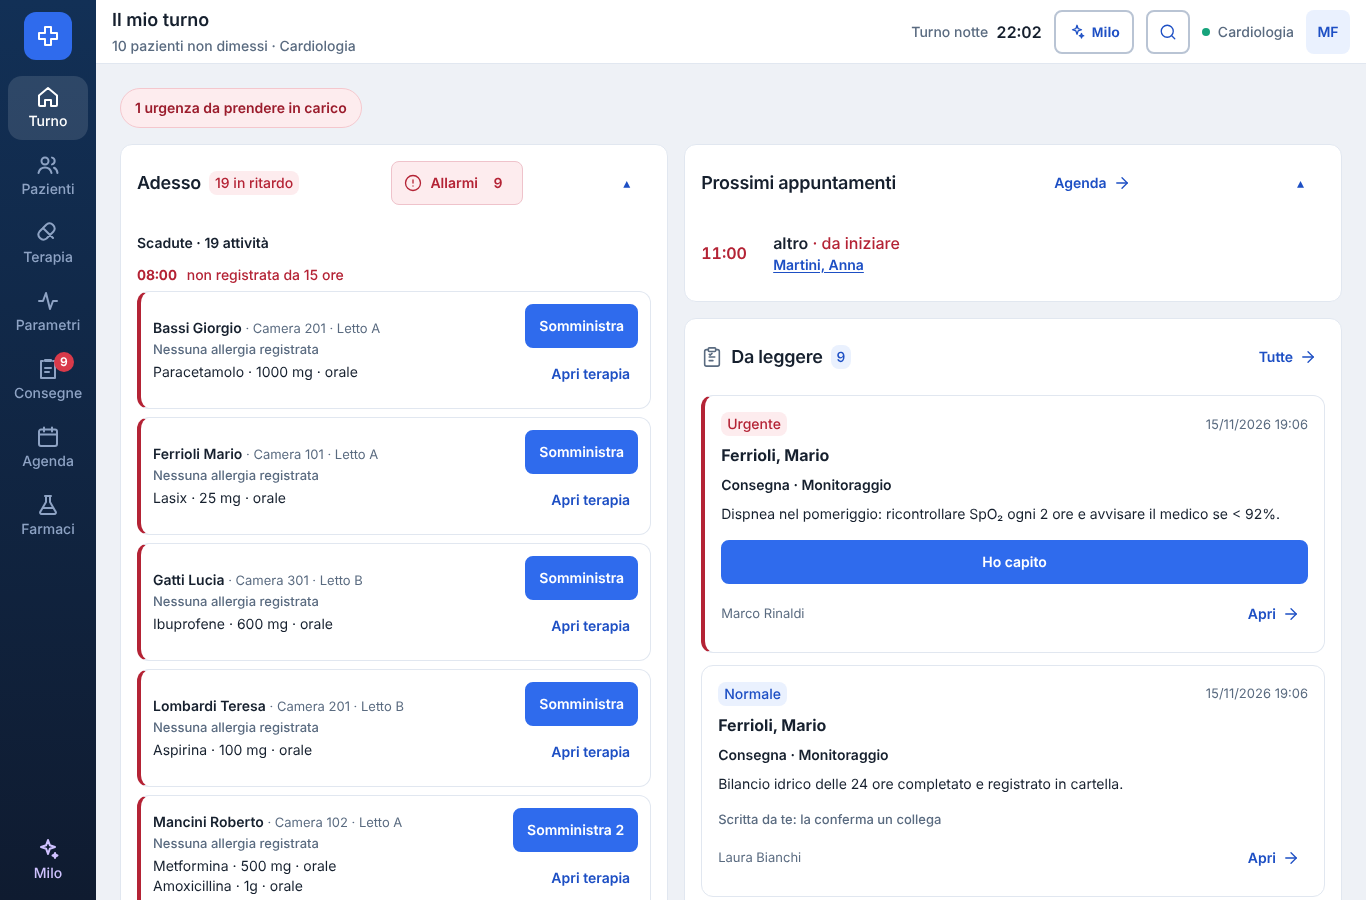 Il mio turno
10 pazienti non dimessi · Cardiologia
Turno notte 22:02
Milo
Cardiologia
MF
Turno
Pazienti
Terapia
Parametri
9
Consegne
Agenda
Farmaci
Milo
1 urgenza da prendere in carico
Adesso 19 in ritardo
Allarmi 9
▲
Scadute · 19 attività
08:00 non registrata da 15 ore
Bassi Giorgio · Camera 201 · Letto A
Nessuna allergia registrata
Paracetamolo · 1000 mg · orale
Somministra
Apri terapia
Ferrioli Mario · Camera 101 · Letto A
Nessuna allergia registrata
Lasix · 25 mg · orale
Somministra
Apri terapia
Gatti Lucia · Camera 301 · Letto B
Nessuna allergia registrata
Ibuprofene · 600 mg · orale
Somministra
Apri terapia
Lombardi Teresa · Camera 201 · Letto B
Nessuna allergia registrata
Aspirina · 100 mg · orale
Somministra
Apri terapia
Mancini Roberto · Camera 102 · Letto A
Nessuna allergia registrata
Metformina · 500 mg · orale
Amoxicillina · 1g · orale
Somministra 2
Apri terapia
Prossimi appuntamenti
Agenda →
▲
11:00
altro · da iniziare
Martini, Anna
Da leggere 9
Tutte →
Urgente
15/11/2026 19:06
Ferrioli, Mario
Consegna · Monitoraggio
Dispnea nel pomeriggio: ricontrollare SpO₂ ogni 2 ore e avvisare il medico se < 92%.
Ho capito
Marco Rinaldi
Apri →
Normale
15/11/2026 19:06
Ferrioli, Mario
Consegna · Monitoraggio
Bilancio idrico delle 24 ore completato e registrato in cartella.
Scritta da te: la conferma un collega
Laura Bianchi
Apri →